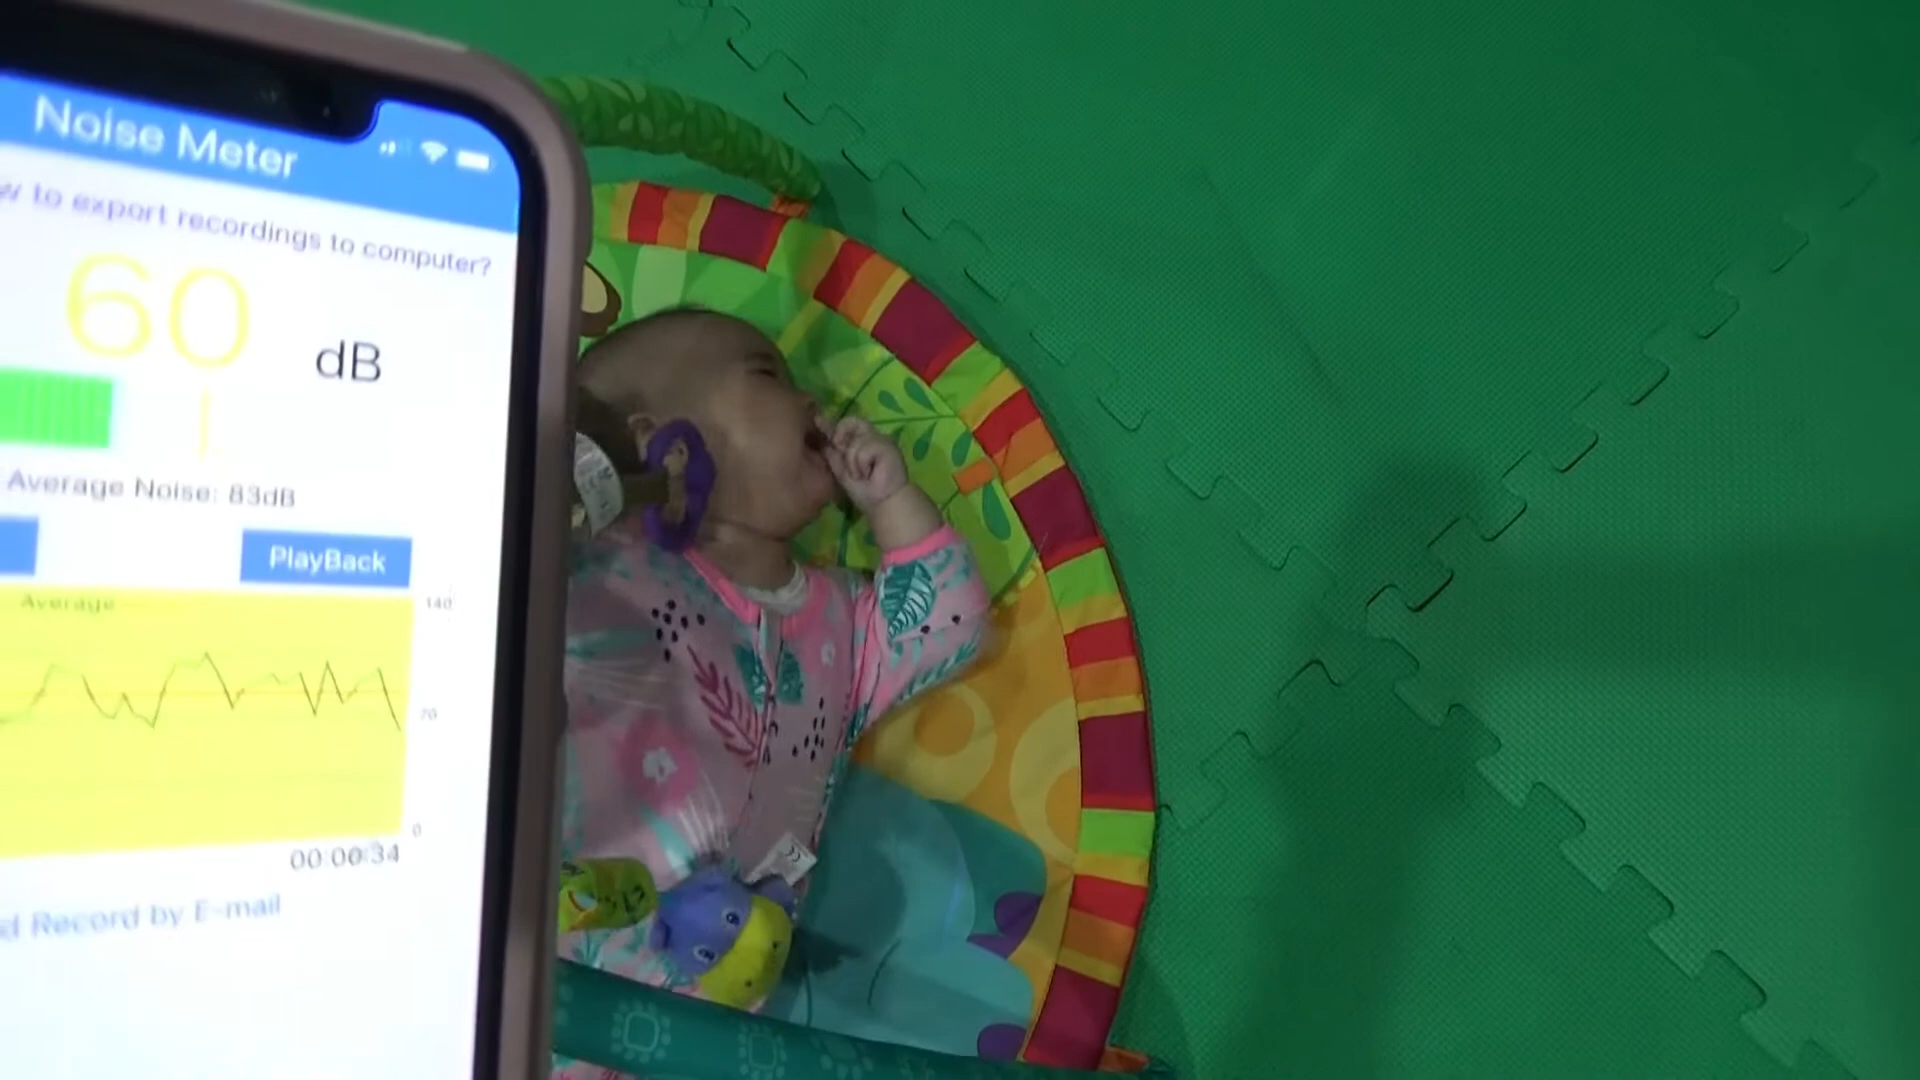 Noise Meter
to export recordings to computer?
60 dB
Average Noise: 83dB
PlayBack
Average
140
70
0
00:00:34
Record by E-mail